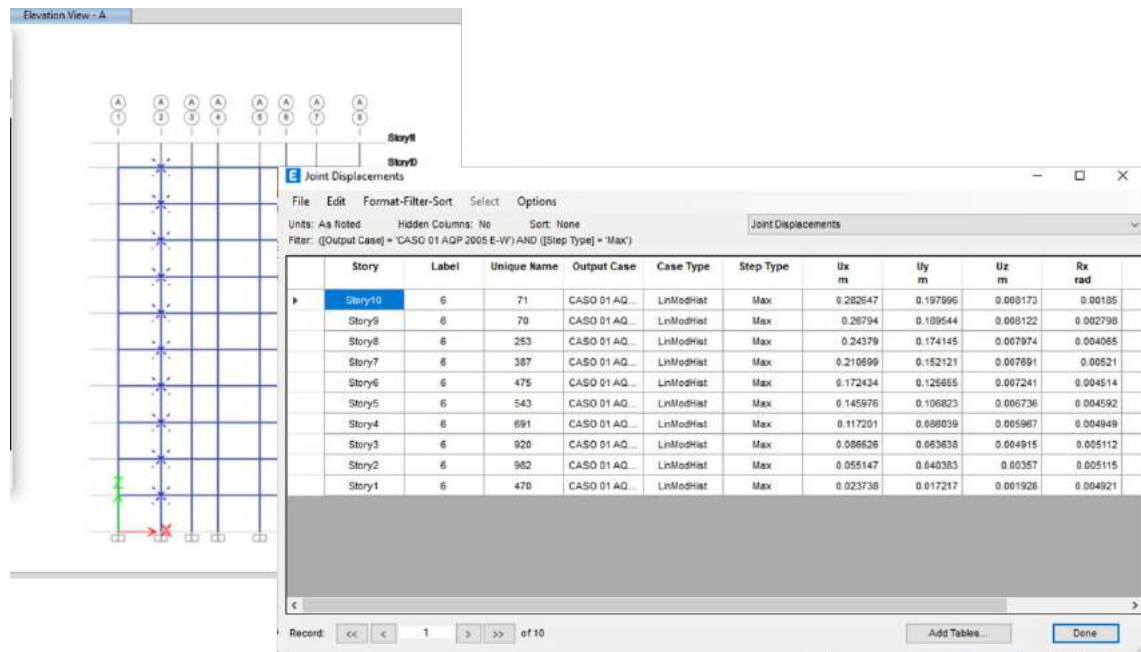 Elevation View - A
A A A A A A A A
1 2 3 4 5 6 7 8
Story11
Story10
E Joint Displacements
File Edit Format-Filter-Sort Select Options
Units: As Noted Hidden Columns: No Sort: None Joint Displacements
Filter: ([Output Case] = 'CASO 01 AQP 2005 E-W') AND ([Step Type] = 'Max')
Story Label Unique Name Output Case Case Type Step Type Ux Uy Uz Rx
m m m rad
Story10 6 71 CASO 01 AQ... LinModHist Max 0.282647 0.197996 0.008173 0.00185
Story9 6 70 CASO 01 AQ... LinModHist Max 0.26794 0.189544 0.008122 0.002798
Story8 6 253 CASO 01 AQ... LinModHist Max 0.24379 0.174145 0.007974 0.004065
Story7 6 387 CASO 01 AQ... LinModHist Max 0.210699 0.152121 0.007691 0.00521
Story6 6 475 CASO 01 AQ... LinModHist Max 0.172434 0.125655 0.007241 0.004514
Story5 6 543 CASO 01 AQ... LinModHist Max 0.145976 0.106823 0.006736 0.004592
Story4 6 691 CASO 01 AQ... LinModHist Max 0.117201 0.086039 0.005967 0.004949
Story3 6 920 CASO 01 AQ... LinModHist Max 0.086626 0.063638 0.004915 0.005112
Story2 6 982 CASO 01 AQ... LinModHist Max 0.055147 0.040383 0.00357 0.005115
Story1 6 470 CASO 01 AQ... LinModHist Max 0.023738 0.017217 0.001928 0.004921
Z
X
Record: << < 1 > >> of 10 Add Tables... Done